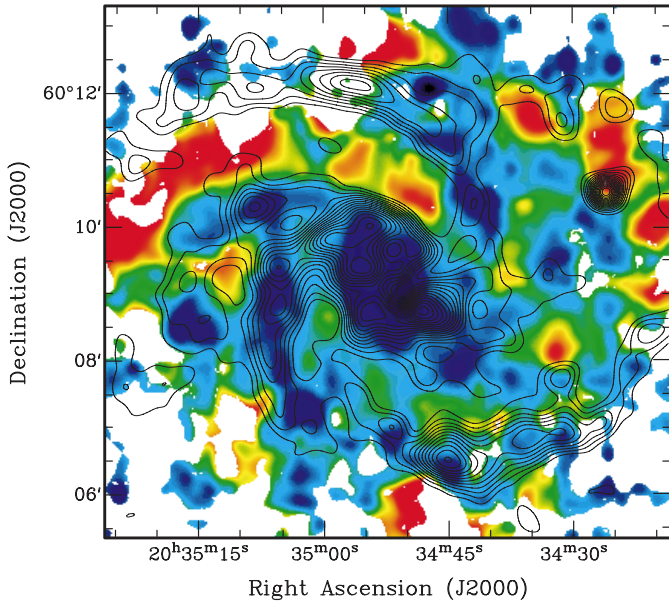 60°12′
10′
08′
06′
Declination (J2000)
20ʰ35ᵐ15ˢ
35ᵐ00ˢ
34ᵐ45ˢ
34ᵐ30ˢ
Right Ascension (J2000)